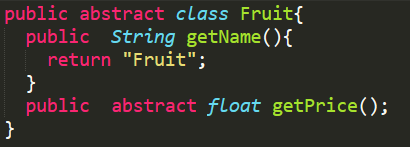 public abstract class Fruit{
  public  String getName(){
    return "Fruit";
  }
  public  abstract float getPrice();
}